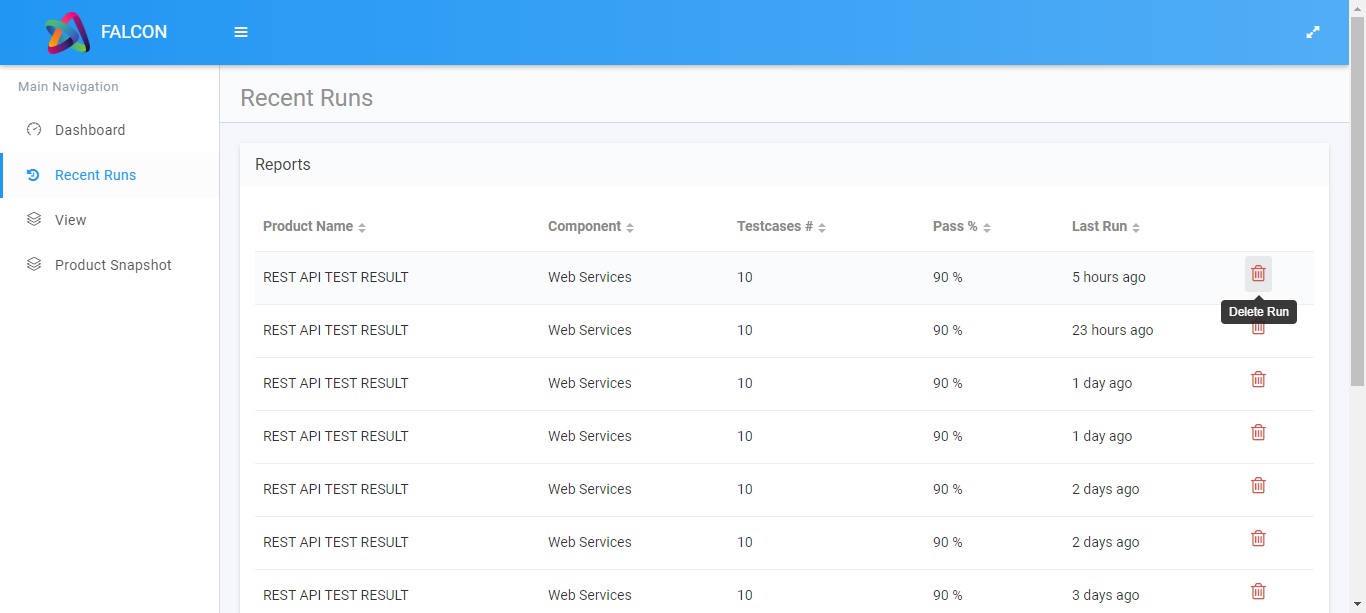 FALCON
Main Navigation
Dashboard
Recent Runs
View
Product Snapshot
Recent Runs
Reports
Product Name Component Testcases # Pass % Last Run
REST API TEST RESULT Web Services 10 90 % 5 hours ago
Delete Run
REST API TEST RESULT Web Services 10 90 % 23 hours ago
REST API TEST RESULT Web Services 10 90 % 1 day ago
REST API TEST RESULT Web Services 10 90 % 1 day ago
REST API TEST RESULT Web Services 10 90 % 2 days ago
REST API TEST RESULT Web Services 10 90 % 2 days ago
REST API TEST RESULT Web Services 10 90 % 3 days ago